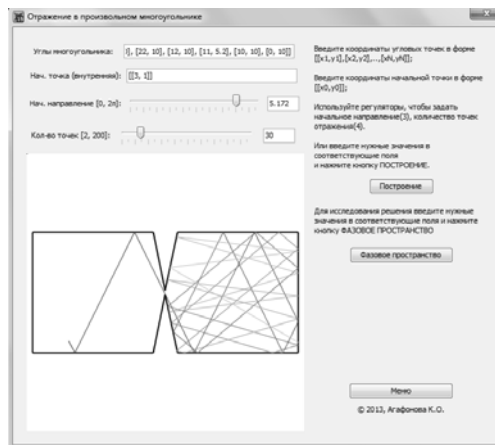 Отражение в произвольном многоугольнике
Углы многоугольника:
], [22, 10], [12, 10], [11, 5.2], [10, 10], [0, 10]]
Нач. точка (внутренняя):
[[3, 1]]
Нач. направление [0, 2π]
5.172
Кол-во точек [2, 200]:
30
Введите координаты угловых точек в форме
[[x1,y1],[x2,y2],..,[xN,yN]];
Введите координаты начальной точки в форме
[[x0,y0]];
Используйте регуляторы, чтобы задать
начальное направление(3), количество точек
отражения(4).
Или введите нужные значения в
соответствующие поля
и нажмите кнопку ПОСТРОЕНИЕ.
Построение
Для исследования решения введите нужные
значения в соответствующие поля и нажмите
кнопку ФАЗОВОЕ ПРОСТРАНСТВО
Фазовое пространство
Меню
© 2013, Агафонова К.О.